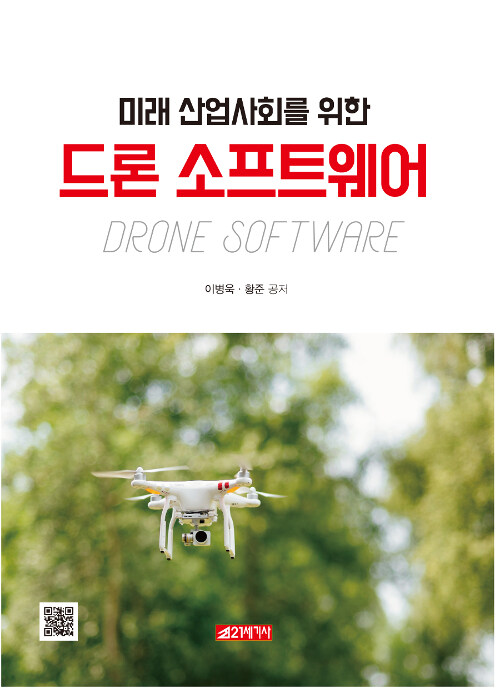 미래 산업사회를 위한
드론 소프트웨어
DRONE SOFTWARE
이병욱 · 황준 공저
21세기사